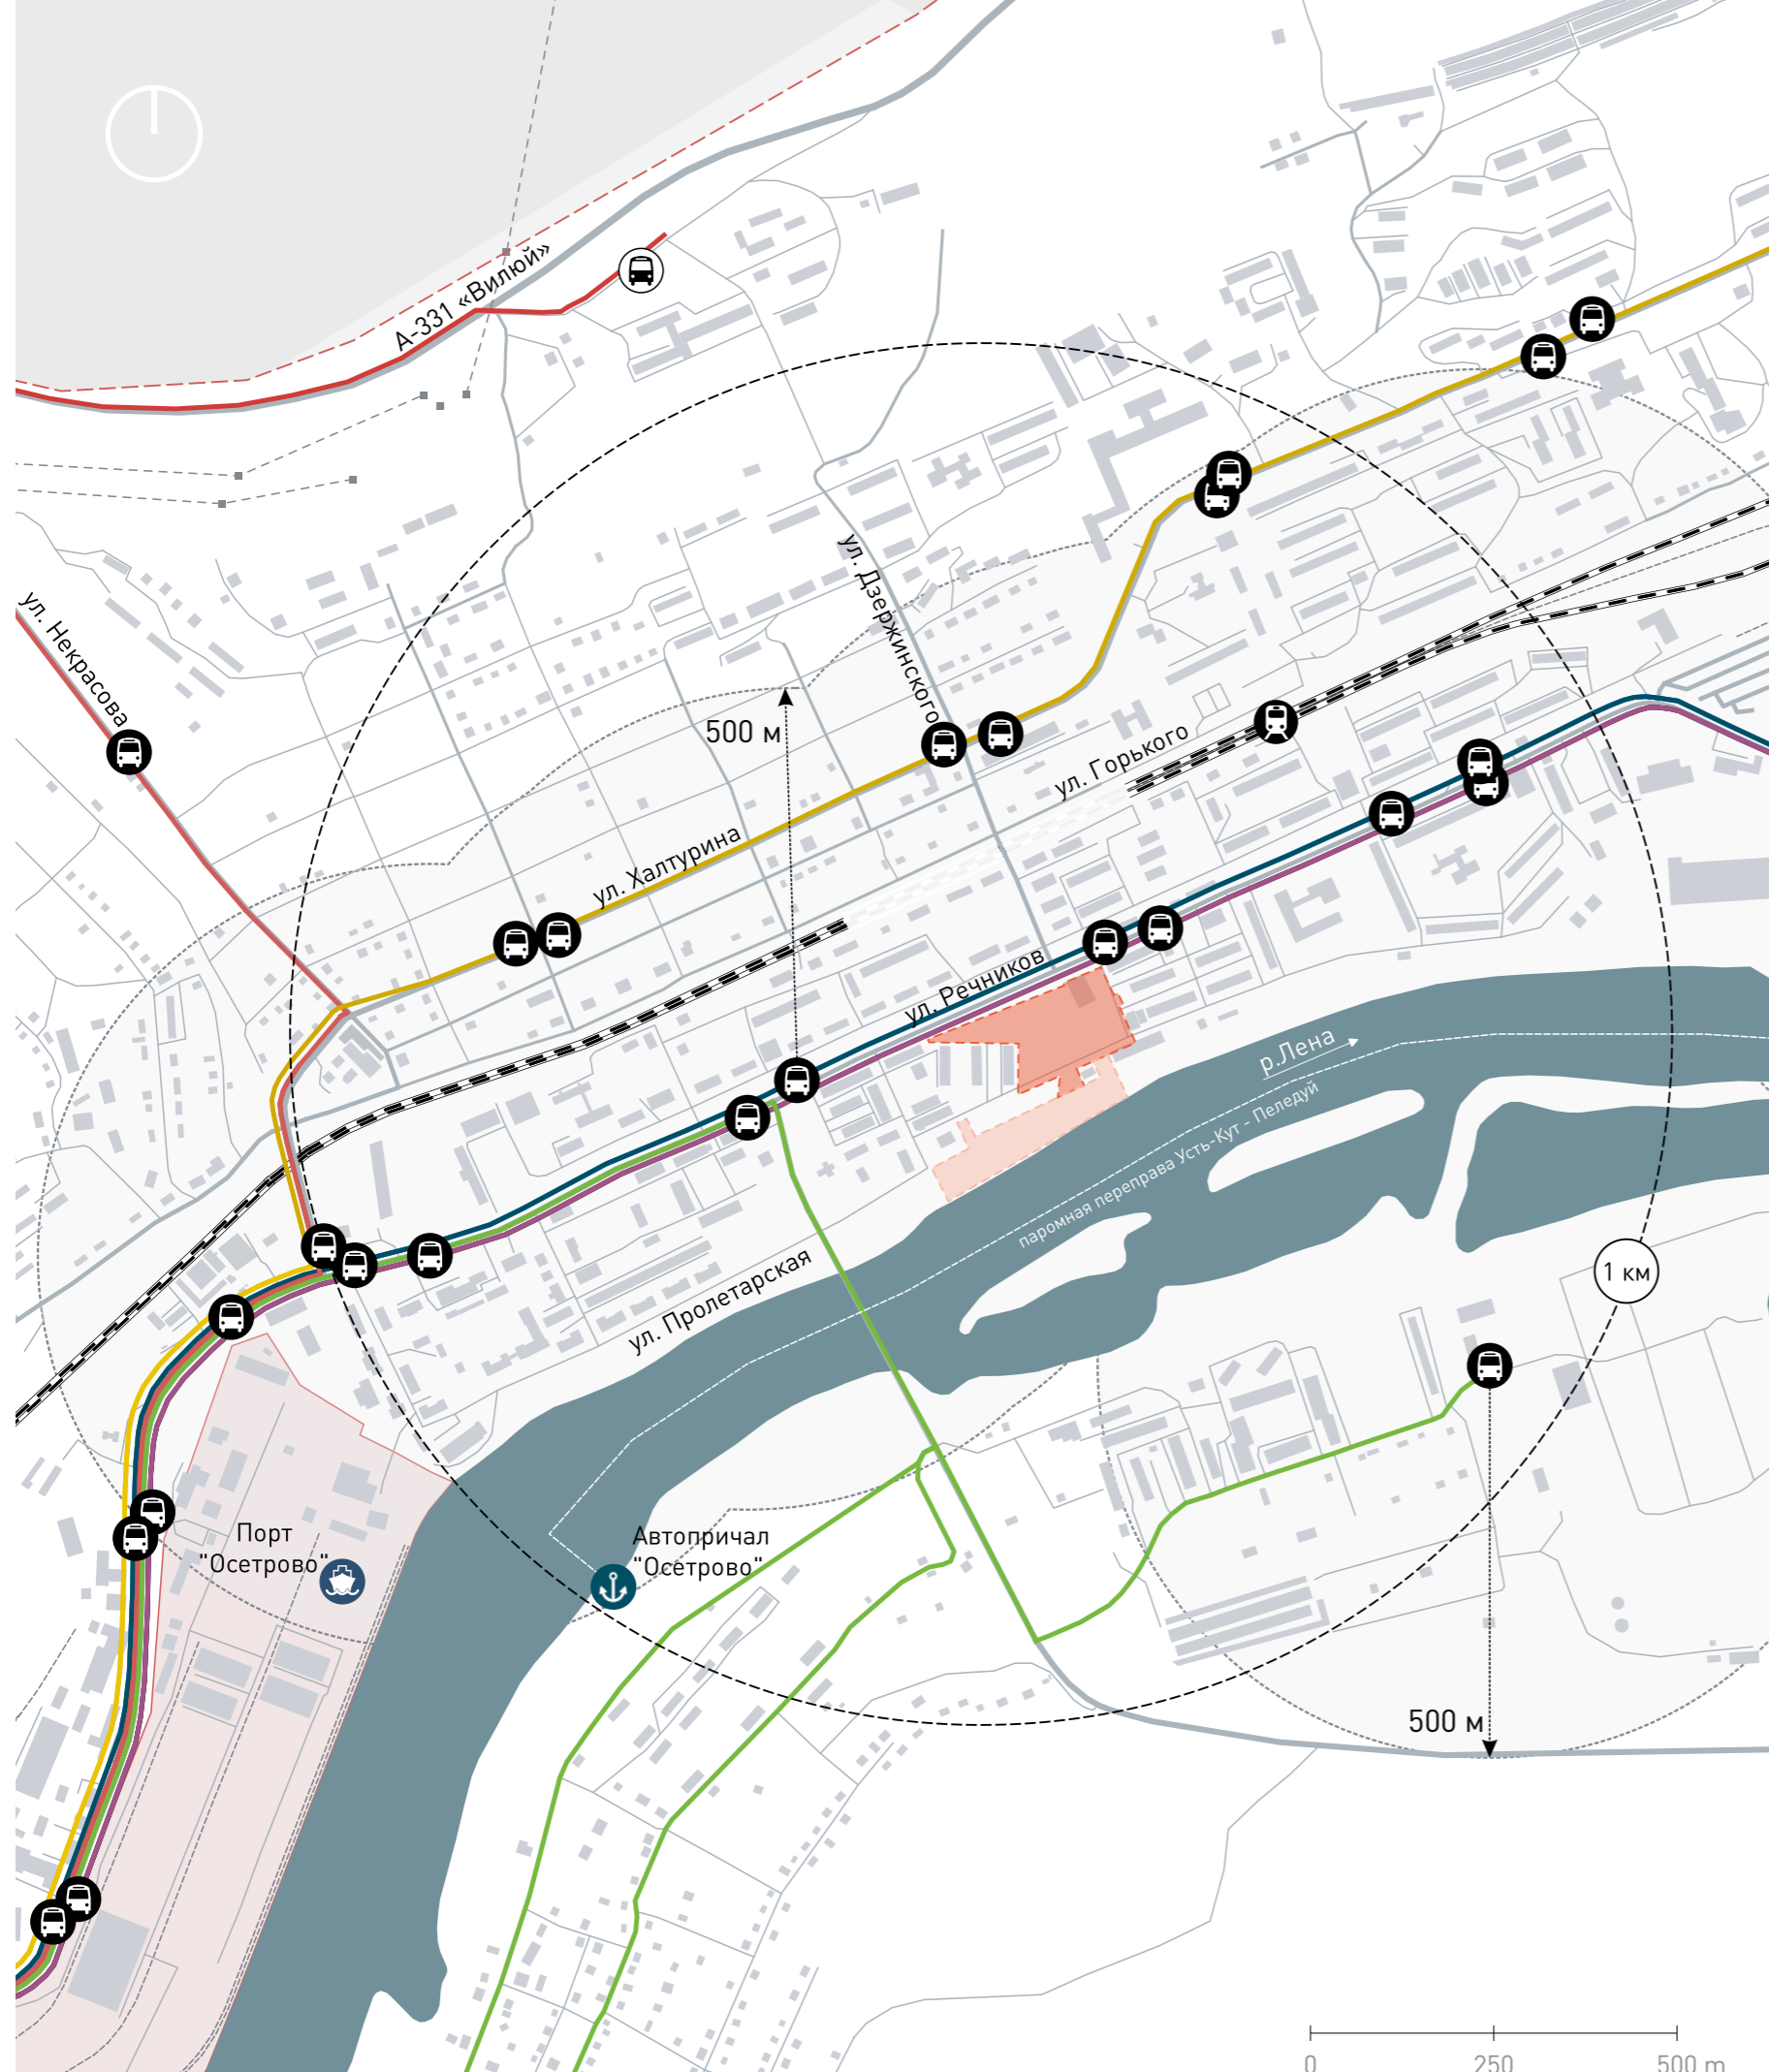 А-331 «Вилюй»
ул. Некрасова
ул. Дзержинского
500 м
ул. Горького
ул. Халтурина
ул. Речников
р.Лена
паромная переправа Усть-Кут - Пеледуй
ул. Пролетарская
1 км
Порт
"Осетрово"
Автопричал
"Осетрово"
500 м
0 250 500 m